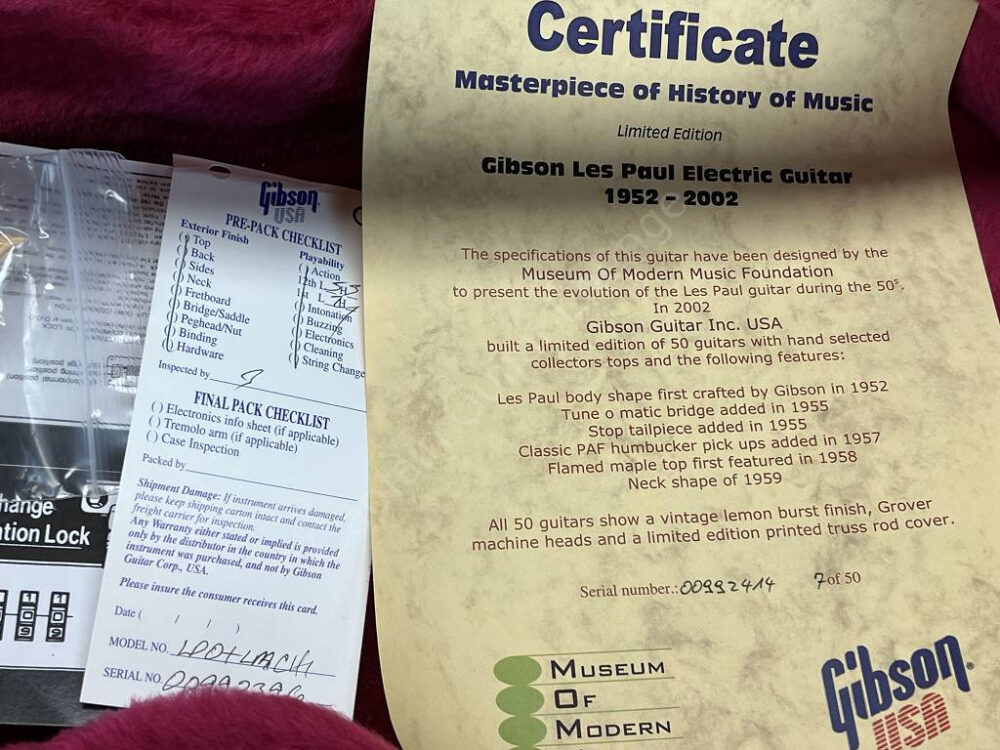 Certificate
Masterpiece of History of Music
Limited Edition
Gibson Les Paul Electric Guitar
1952 – 2002
The specifications of this guitar have been designed by the
Museum Of Modern Music Foundation
to present the evolution of the Les Paul guitar during the 50s.
In 2002
Gibson Guitar Inc. USA
built a limited edition of 50 guitars with hand selected
collectors tops and the following features:
Les Paul body shape first crafted by Gibson in 1952
Tune o matic bridge added in 1955
Stop tailpiece added in 1955
Classic PAF humbucker pick ups added in 1957
Flamed maple top first featured in 1958
Neck shape of 1959
All 50 guitars show a vintage lemon burst finish, Grover
machine heads and a limited edition printed truss rod cover.
Serial number.: 00992414 7 of 50
MUSEUM
OF
MODERN
Gibson®
USA
Gibson
USA
PRE-PACK CHECKLIST
Exterior Finish
( ) Top
( ) Back
( ) Sides
( ) Neck
( ) Fretboard
( ) Bridge/Saddle
( ) Peghead/Nut
( ) Binding
( ) Hardware
Playability
( ) Action
12th L H
1st L H
( ) Intonation
( ) Buzzing
( ) Electronics
( ) Cleaning
( ) String Change
Inspected by
FINAL PACK CHECKLIST
( ) Electronics info sheet (if applicable)
( ) Tremolo arm (if applicable)
( ) Case Inspection
Packed by
Shipment Damage: If instrument arrives damaged,
please keep shipping carton intact and contact the
freight carrier for inspection.
Any Warranty either stated or implied is provided
only by the distributor in the country in which the
instrument was purchased, and not by Gibson
Guitar Corp., USA.
Please insure the consumer receives this card.
Date ( / / )
MODEL NO.
SERIAL NO.
hange
ation Lock